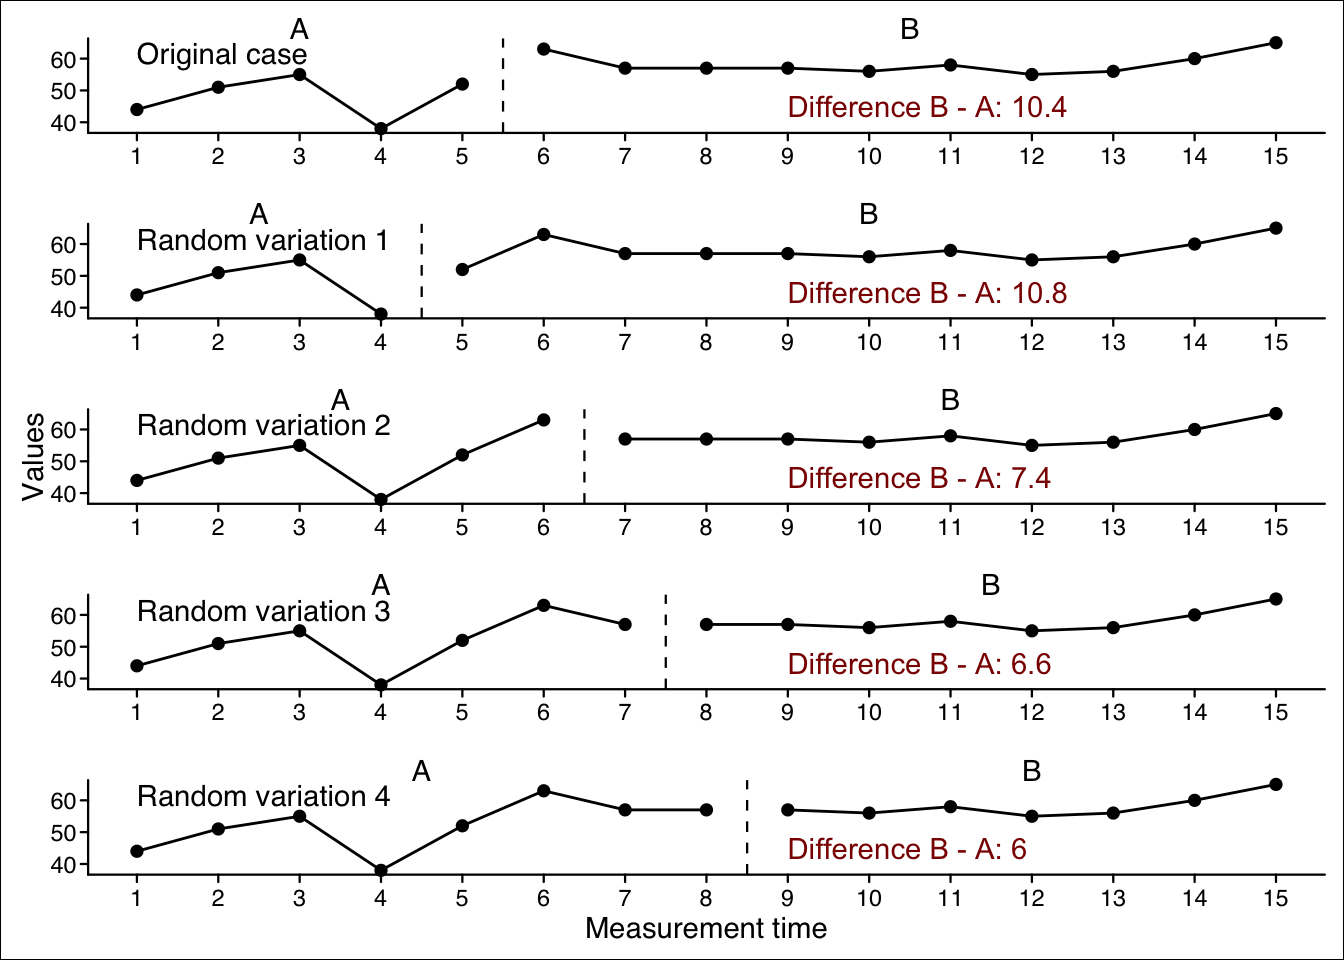 A B
Original case
60
50
40
Difference B - A: 10.4
1 2 3 4 5 6 7 8 9 10 11 12 13 14 15
A B
Random variation 1
60
50
40
Difference B - A: 10.8
1 2 3 4 5 6 7 8 9 10 11 12 13 14 15
A B
Random variation 2
60
50
40
Difference B - A: 7.4
1 2 3 4 5 6 7 8 9 10 11 12 13 14 15
Values
A B
Random variation 3
60
50
40
Difference B - A: 6.6
1 2 3 4 5 6 7 8 9 10 11 12 13 14 15
A B
Random variation 4
60
50
40
Difference B - A: 6
1 2 3 4 5 6 7 8 9 10 11 12 13 14 15
Measurement time